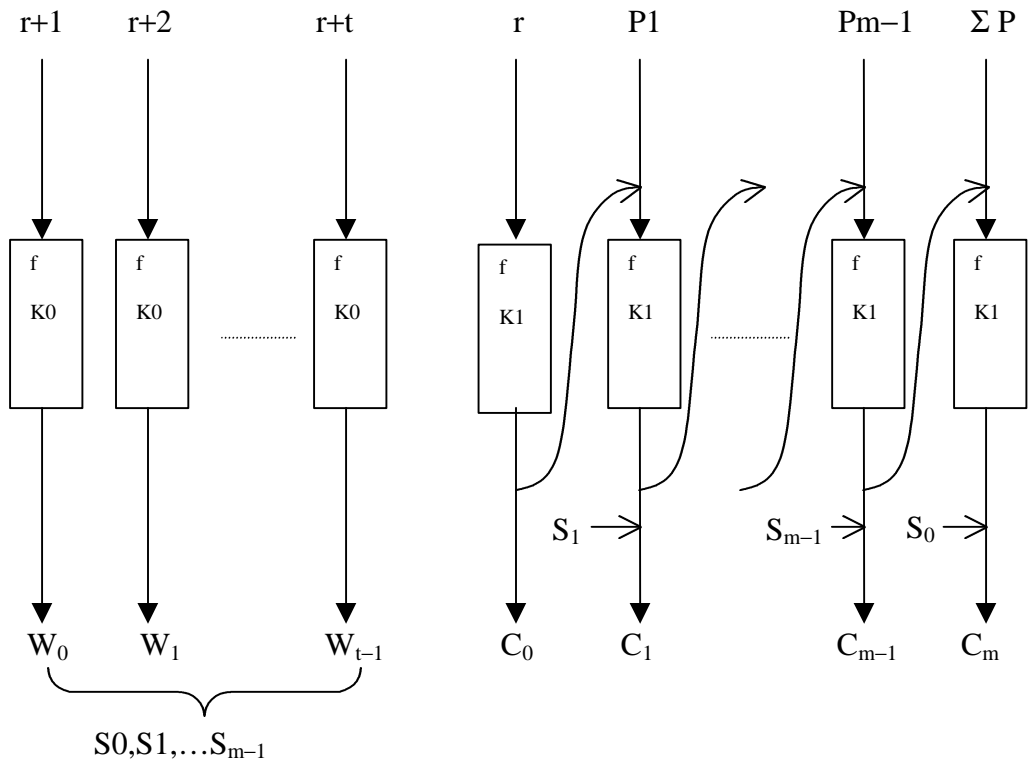 r+1 r+2 r+t r P1 Pm−1 Σ P
f f f f f f f
K0 K0 K0 K1 K1 K1 K1
S₁ Sₘ₋₁ S₀
W₀ W₁ Wₜ₋₁ C₀ C₁ Cₘ₋₁ Cₘ
S0,S1,…Sₘ₋₁